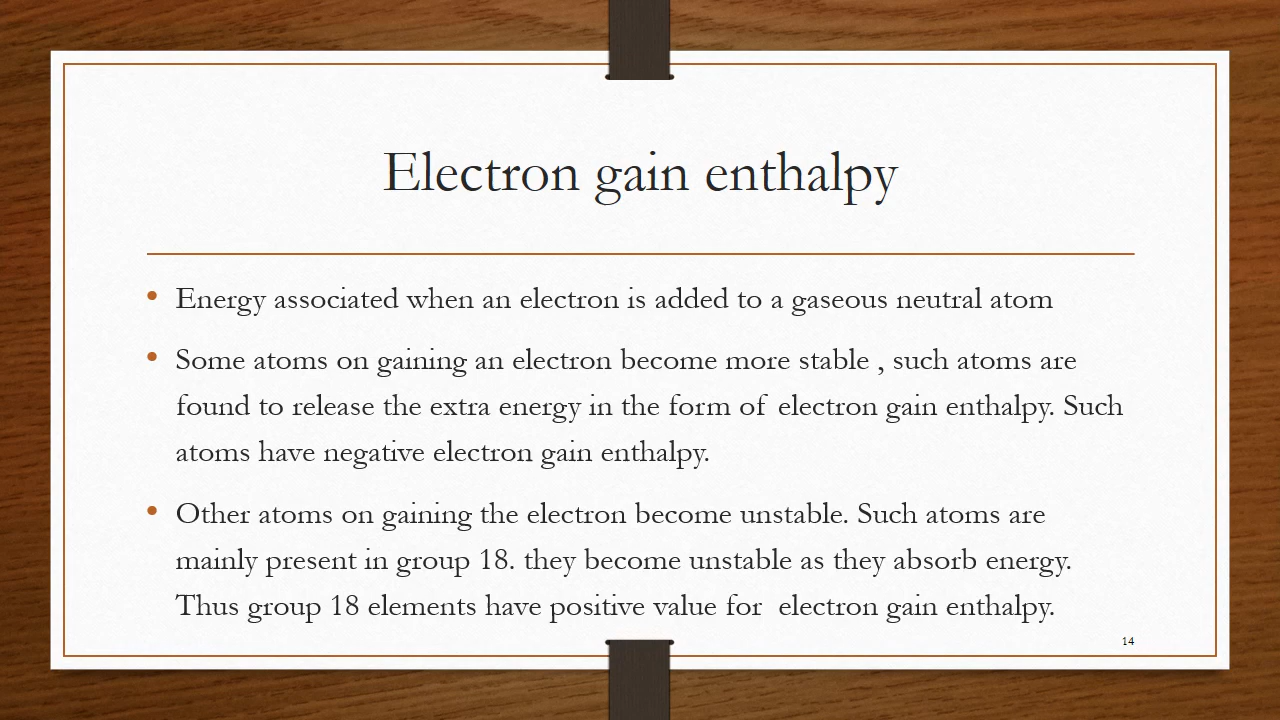 Electron gain enthalpy
• Energy associated when an electron is added to a gaseous neutral atom
• Some atoms on gaining an electron become more stable , such atoms are
found to release the extra energy in the form of  electron gain enthalpy. Such
atoms have negative electron gain enthalpy.
• Other atoms on gaining the electron become unstable. Such atoms are
mainly present in group 18. they become unstable as they absorb energy.
Thus group 18 elements have positive value for  electron gain enthalpy.
14